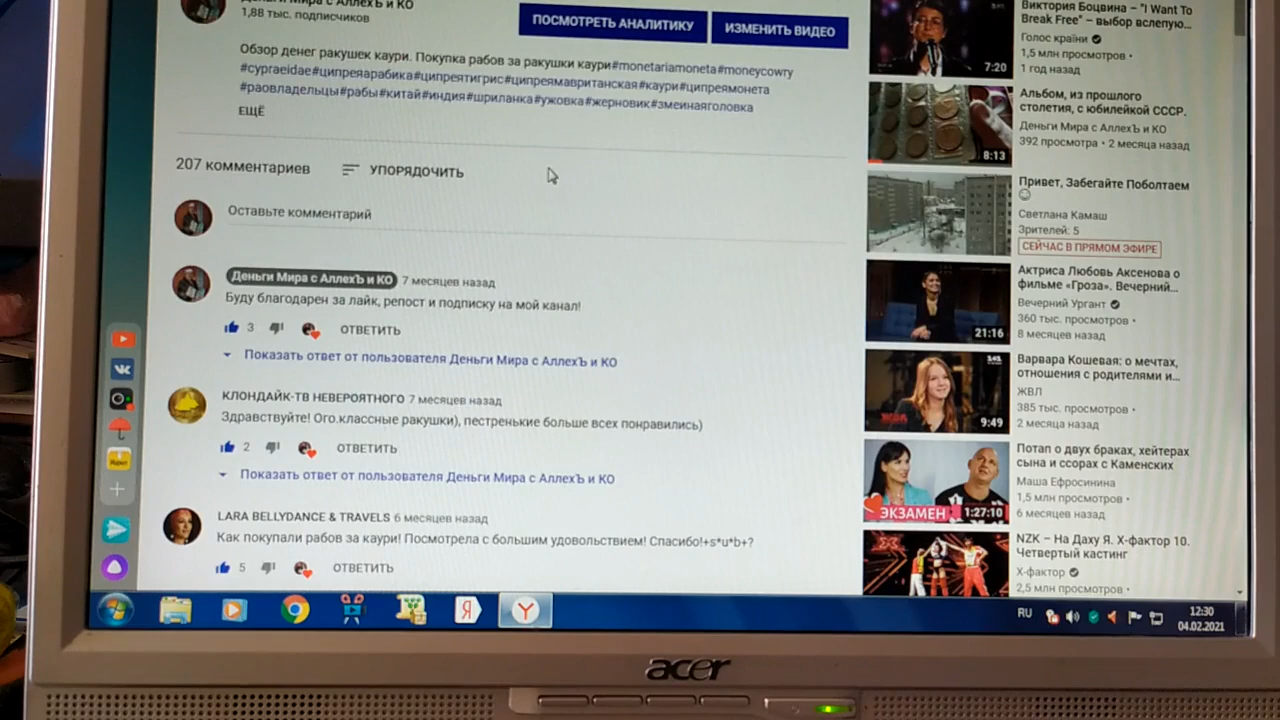 Деньги Мира с АллехЪ и КО
1,88 тыс. подписчиков
ПОСМОТРЕТЬ АНАЛИТИКУ
ИЗМЕНИТЬ ВИДЕО
Обзор денег ракушек каури. Покупка рабов за ракушки каури#monetariamoneta#moneycowry
#cypraeidae#ципреяарабика#ципреятигрис#ципреямавританская#каури#ципреямонета
#раовладельцы#рабы#китай#индия#шриланка#ужовка#жерновик#змеинаяголовка
ЕЩЁ
207 комментариев
УПОРЯДОЧИТЬ
Оставьте комментарий
Деньги Мира с АллехЪ и КО 7 месяцев назад
Буду благодарен за лайк, репост и подписку на мой канал!
3
ОТВЕТИТЬ
Показать ответ от пользователя Деньги Мира с АллехЪ и КО
КЛОНДАЙК-ТВ НЕВЕРОЯТНОГО 7 месяцев назад
Здравствуйте! Ого.классные ракушки), пестренькие больше всех понравились)
2
ОТВЕТИТЬ
Показать ответ от пользователя Деньги Мира с АллехЪ и КО
LARA BELLYDANCE & TRAVELS 6 месяцев назад
Как покупали рабов за каури! Посмотрела с большим удовольствием! Спасибо!+s*u*b+?
5
ОТВЕТИТЬ
7:20
Виктория Боцвина – "I Want To
Break Free" – выбор вслепую...
Голос країни
1,5 млн просмотров •
1 год назад
8:13
Альбом, из прошлого
столетия, с юбилейкой СССР.
Деньги Мира с АллехЪ и КО
392 просмотра • 2 месяца назад
Привет, Забегайте Поболтаем
☺
Светлана Камаш
Зрителей: 5
СЕЙЧАС В ПРЯМОМ ЭФИРЕ
21:16
Актриса Любовь Аксенова о
фильме «Гроза». Вечерний...
Вечерний Ургант
360 тыс. просмотров •
8 месяцев назад
9:49
Варвара Кошевая: о мечтах,
отношения с родителями и...
ЖВЛ
385 тыс. просмотров •
2 месяца назад
ЭКЗАМЕН
1:27:10
Потап о двух браках, хейтерах
сына и ссорах с Каменских
Маша Ефросинина
1,5 млн просмотров •
6 месяцев назад
NZK – На Даху Я. Х-фактор 10.
Четвертый кастинг
Х-фактор
2,5 млн просмотров •
RU
12:30
04.02.2021
acer